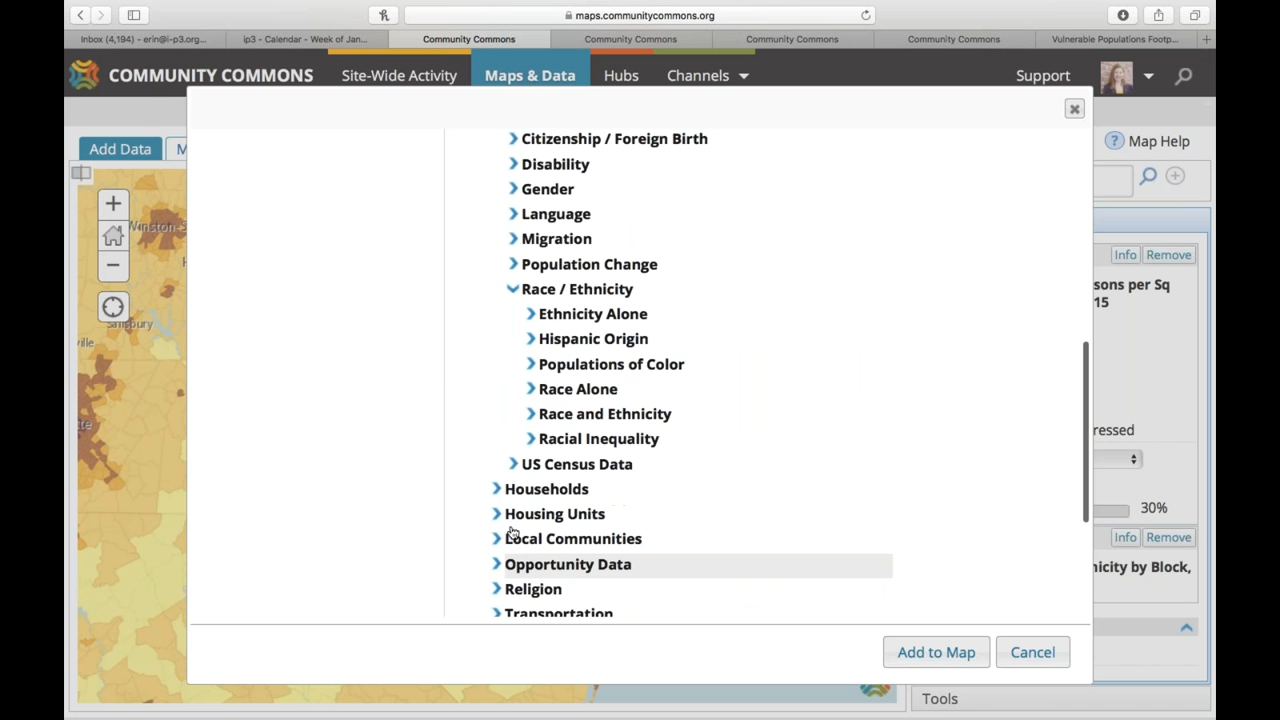 maps.communitycommons.org
Inbox (4,194) – erin@i-p3.org...
ip3 - Calendar - Week of Jan...
Community Commons
Community Commons
Community Commons
Community Commons
Vulnerable Populations Footp...
COMMUNITY COMMONS
Site-Wide Activity
Maps & Data
Hubs
Channels
Support
Add Data
M
? Map Help
Winston-S
Salisbury
ville
tte
Citizenship / Foreign Birth
Disability
Gender
Language
Migration
Population Change
Race / Ethnicity
Ethnicity Alone
Hispanic Origin
Populations of Color
Race Alone
Race and Ethnicity
Racial Inequality
US Census Data
Households
Housing Units
Local Communities
Opportunity Data
Religion
Transportation
Info Remove
sons per Sq
15
ressed
30%
Info Remove
nicity by Block,
Add to Map
Cancel
Tools